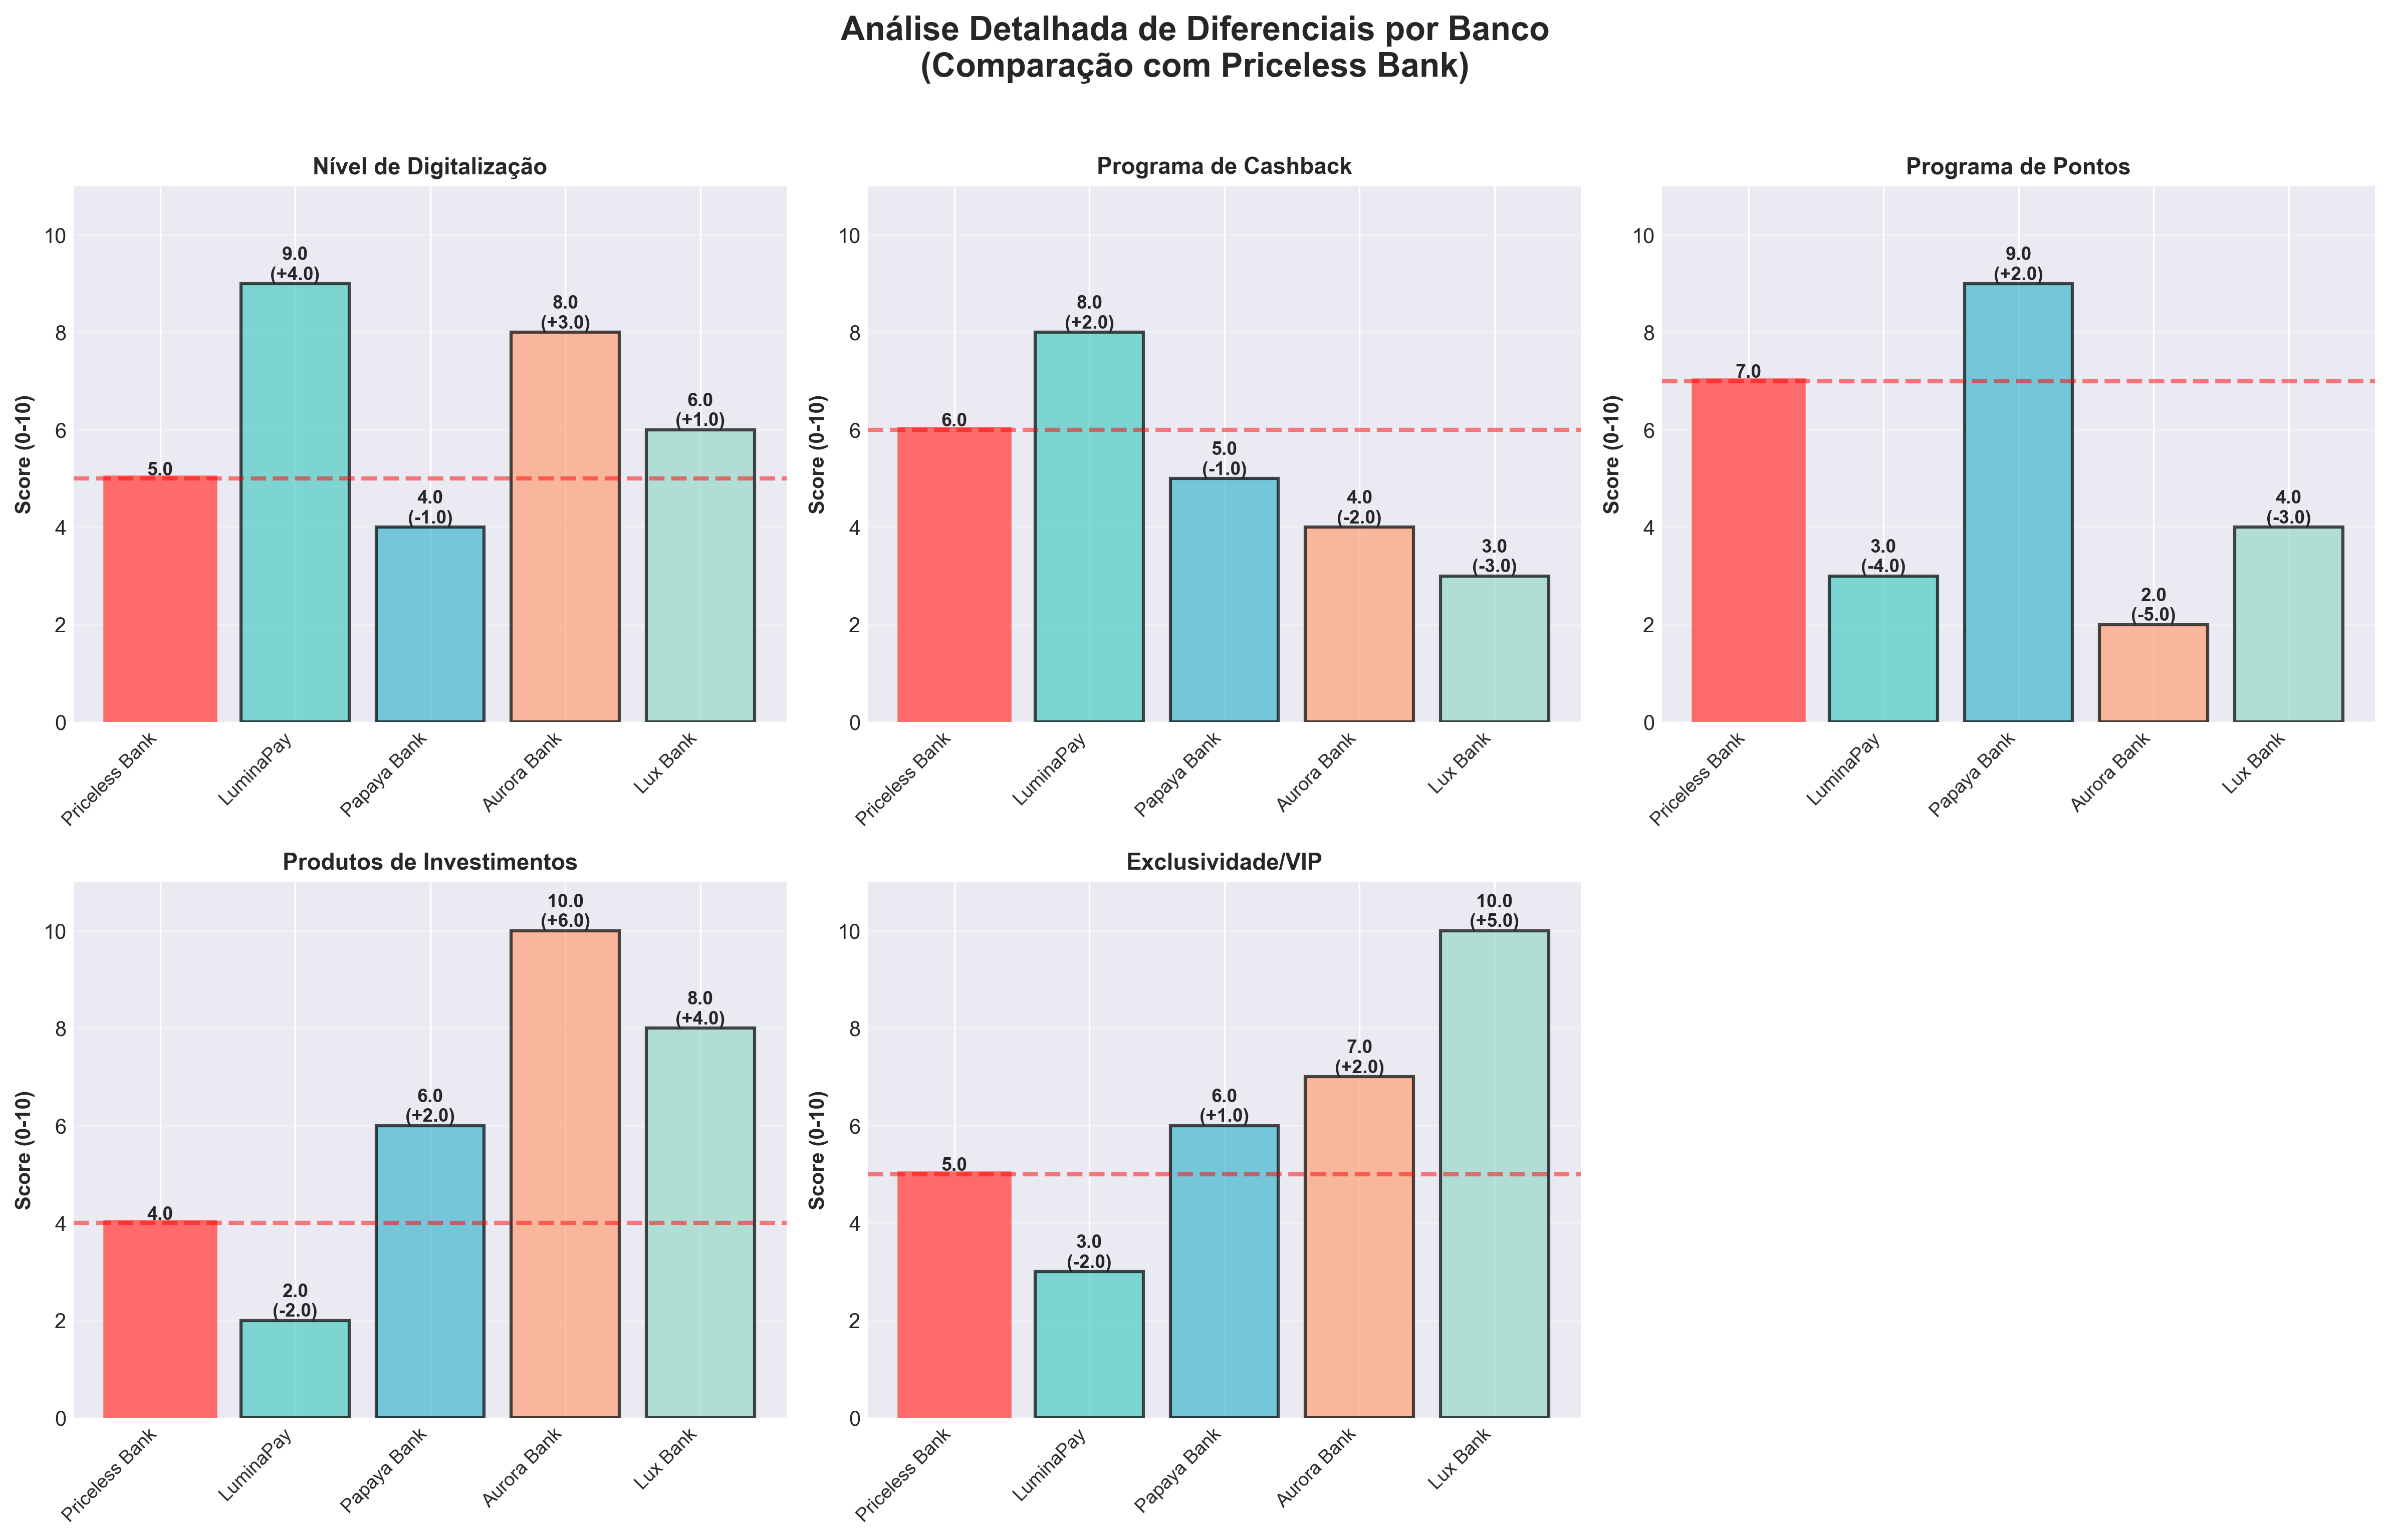 Análise Detalhada de Diferenciais por Banco
(Comparação com Priceless Bank)
Nível de Digitalização
Score (0-10)
10
8
6
4
2
0
5.0
9.0
(+4.0)
4.0
(-1.0)
8.0
(+3.0)
6.0
(+1.0)
Priceless Bank
LuminaPay
Papaya Bank
Aurora Bank
Lux Bank
Programa de Cashback
Score (0-10)
10
8
6
4
2
0
6.0
8.0
(+2.0)
5.0
(-1.0)
4.0
(-2.0)
3.0
(-3.0)
Priceless Bank
LuminaPay
Papaya Bank
Aurora Bank
Lux Bank
Programa de Pontos
Score (0-10)
10
8
6
4
2
0
7.0
3.0
(-4.0)
9.0
(+2.0)
2.0
(-5.0)
4.0
(-3.0)
Priceless Bank
LuminaPay
Papaya Bank
Aurora Bank
Lux Bank
Produtos de Investimentos
Score (0-10)
10
8
6
4
2
0
4.0
2.0
(-2.0)
6.0
(+2.0)
10.0
(+6.0)
8.0
(+4.0)
Priceless Bank
LuminaPay
Papaya Bank
Aurora Bank
Lux Bank
Exclusividade/VIP
Score (0-10)
10
8
6
4
2
0
5.0
3.0
(-2.0)
6.0
(+1.0)
7.0
(+2.0)
10.0
(+5.0)
Priceless Bank
LuminaPay
Papaya Bank
Aurora Bank
Lux Bank